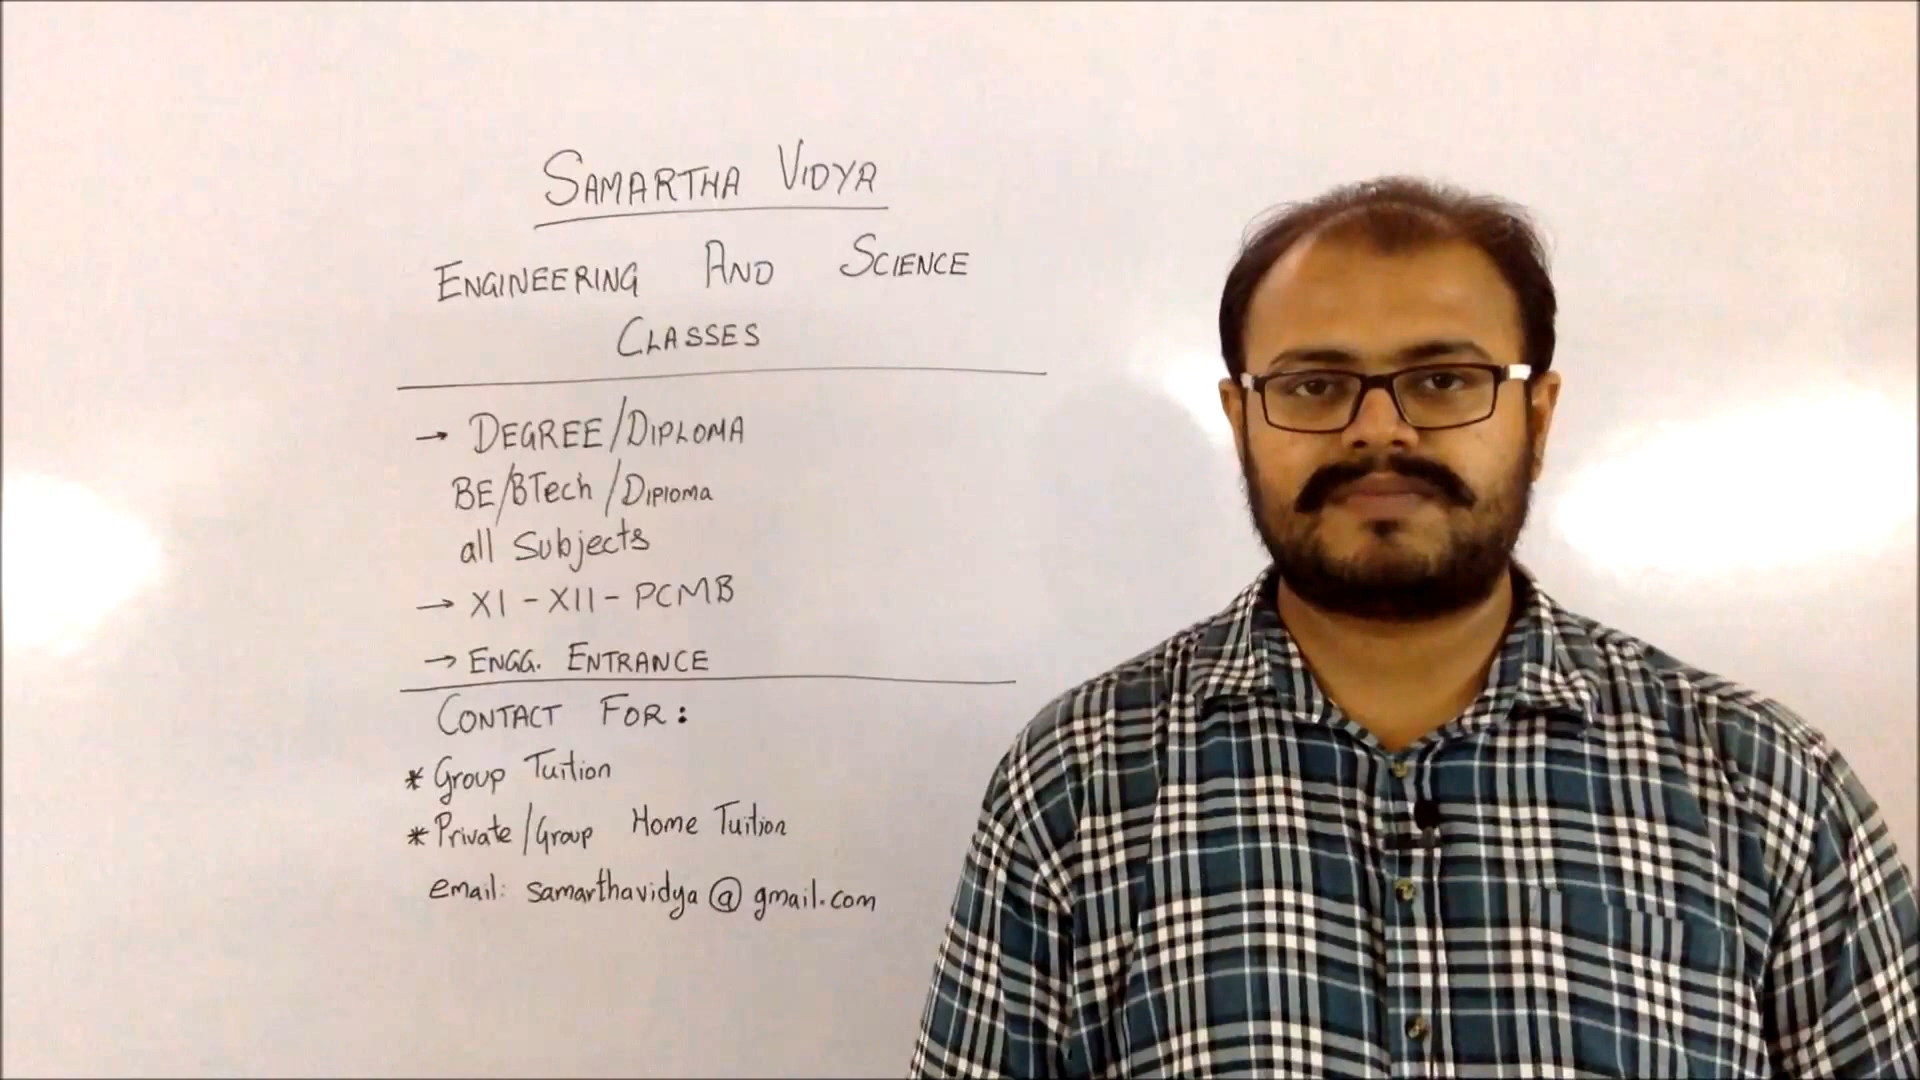 SAMARTHA VIDYA
ENGINEERING AND SCIENCE
CLASSES
→ DEGREE/DIPLOMA
BE/BTech/Diploma
all Subjects
→ XI - XII - PCMB
→ ENGG. ENTRANCE
CONTACT FOR:
* Group Tuition
* Private/Group Home Tuition
email: samarthavidya@gmail.com